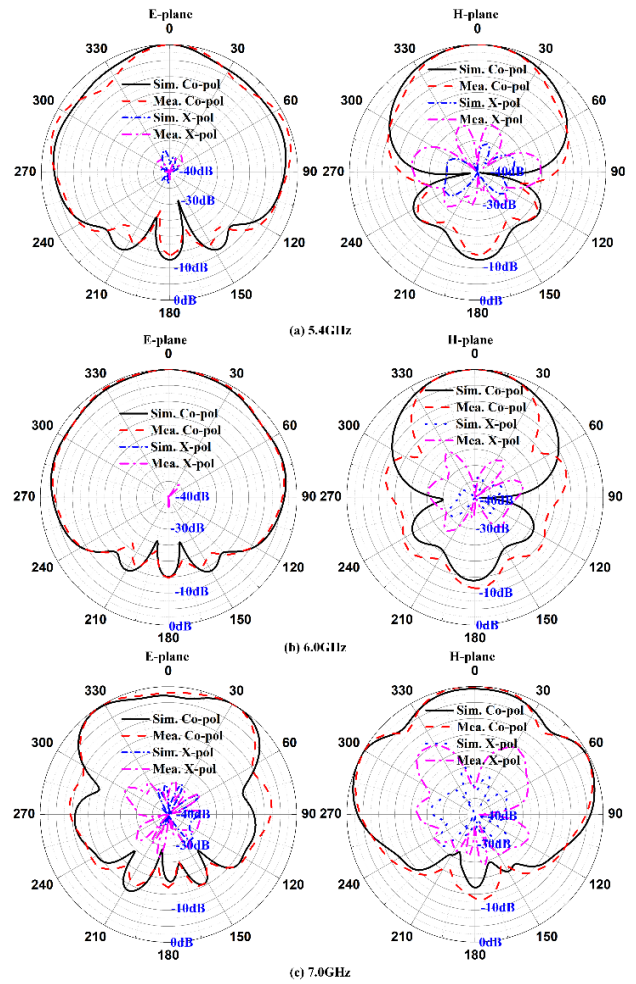 E-plane
0
330
30
300
60
270
90
240
120
210
150
180
Sim. Co-pol
Mea. Co-pol
Sim. X-pol
Mea. X-pol
-40dB
-30dB
-10dB
0dB
H-plane
0
330
30
300
60
270
90
240
120
210
150
180
Sim. Co-pol
Mea. Co-pol
Sim. X-pol
Mea. X-pol
-40dB
-30dB
-10dB
0dB
(a) 5.4GHz
E-plane
0
330
30
300
60
270
90
240
120
210
150
180
Sim. Co-pol
Mea. Co-pol
Sim. X-pol
Mea. X-pol
-40dB
-30dB
-10dB
0dB
H-plane
0
330
30
300
60
270
90
240
120
210
150
180
Sim. Co-pol
Mea. Co-pol
Sim. X-pol
Mea. X-pol
-40dB
-30dB
-10dB
0dB
(b) 6.0GHz
E-plane
0
330
30
300
60
270
90
240
120
210
150
180
Sim. Co-pol
Mea. Co-pol
Sim. X-pol
Mea. X-pol
-40dB
-30dB
-10dB
0dB
H-plane
0
330
30
300
60
270
90
240
120
210
150
180
Sim. Co-pol
Mea. Co-pol
Sim. X-pol
Mea. X-pol
-40dB
-30dB
-10dB
0dB
(c) 7.0GHz